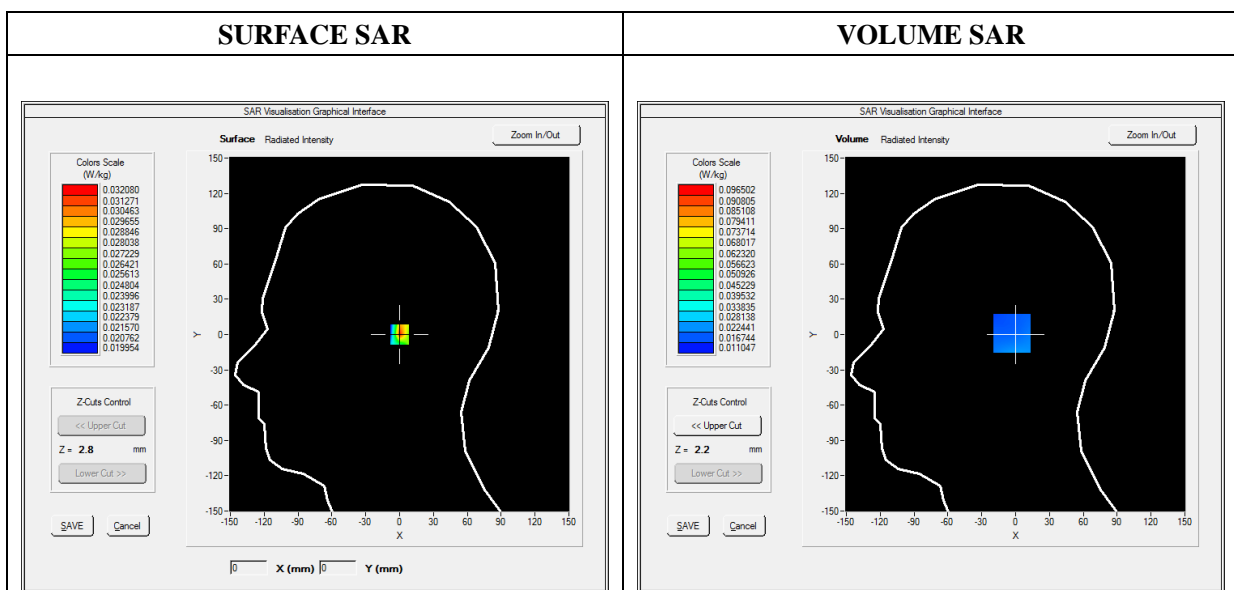 SURFACE SAR
VOLUME SAR
SAR Visualisation Graphical Interface
Surface Radiated Intensity
Zoom In/Out
Colors Scale
(W/kg)
0.032080
0.031271
0.030463
0.029655
0.028846
0.028038
0.027229
0.026421
0.025613
0.024804
0.023996
0.023187
0.022379
0.021570
0.020762
0.019954
Z-Cuts Control
<< Upper Cut
Z = 2.8 mm
Lower Cut >>
SAVE Cancel
150
120
90
60
30
0
-30
-60
-90
-120
-150
Y
-150 -120 -90 -60 -30 0 30 60 90 120 150
X
0 X (mm) 0 Y (mm)
SAR Visualisation Graphical Interface
Volume Radiated Intensity
Zoom In/Out
Colors Scale
(W/kg)
0.096502
0.090805
0.085108
0.079411
0.073714
0.068017
0.062320
0.056623
0.050926
0.045229
0.039532
0.033835
0.028138
0.022441
0.016744
0.011047
Z-Cuts Control
<< Upper Cut
Z = 2.2 mm
Lower Cut >>
SAVE Cancel
150
120
90
60
30
0
-30
-60
-90
-120
-150
Y
-150 -120 -90 -60 -30 0 30 60 90 120 150
X